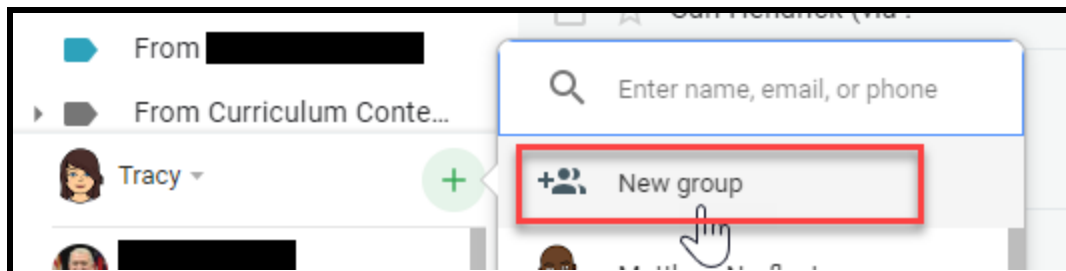 From
From Curriculum Conte...
Tracy
Enter name, email, or phone
New group